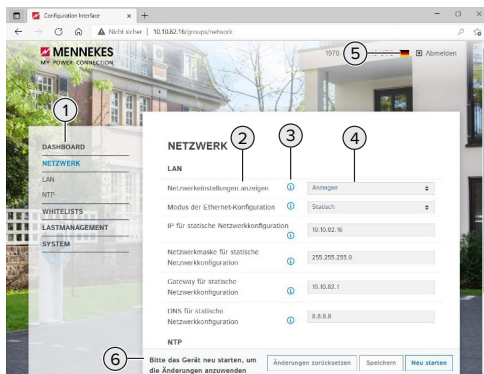 Configuration Interface
Nicht sicher | 10.10.82.16/groups/network
MENNEKES
MY POWER CONNECTION
1970-
5
Abmelden
1
DASHBOARD
NETZWERK
LAN
NTP
WHITELISTS
LASTMANAGEMENT
SYSTEM
NETZWERK
2
3
4
LAN
Netzwerkeinstellungen anzeigen
Anzeigen
Modus der Ethernet-Konfiguration
Statisch
IP für statische Netzwerkkonfiguration
10.10.82.16
Netzwerkmaske für statische
Netzwerkkonfiguration
255.255.255.0
Gateway für statische
Netzwerkkonfiguration
10.10.82.1
DNS für statische
Netzwerkkonfiguration
8.8.8.8
NTP
6
Bitte das Gerät neu starten, um
die Änderungen anzuwenden
Änderungen zurücksetzen
Speichern
Neu starten